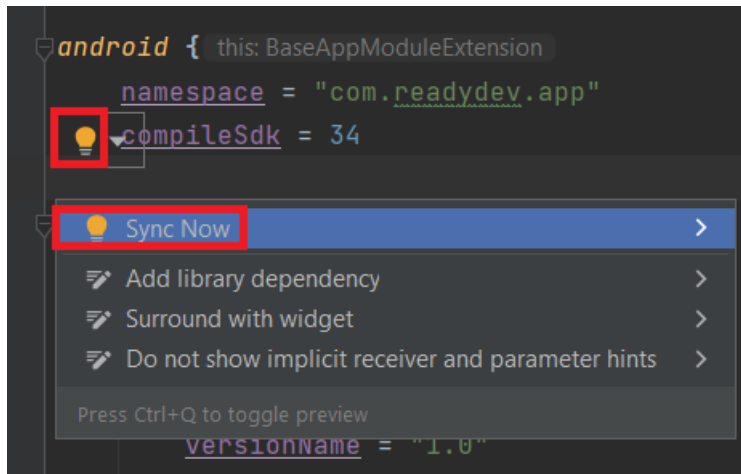 android { this: BaseAppModuleExtension
namespace = "com.readydev.app"
compileSdk = 34
Sync Now
Add library dependency
Surround with widget
Do not show implicit receiver and parameter hints
Press Ctrl+Q to toggle preview
versionName = "1.0"